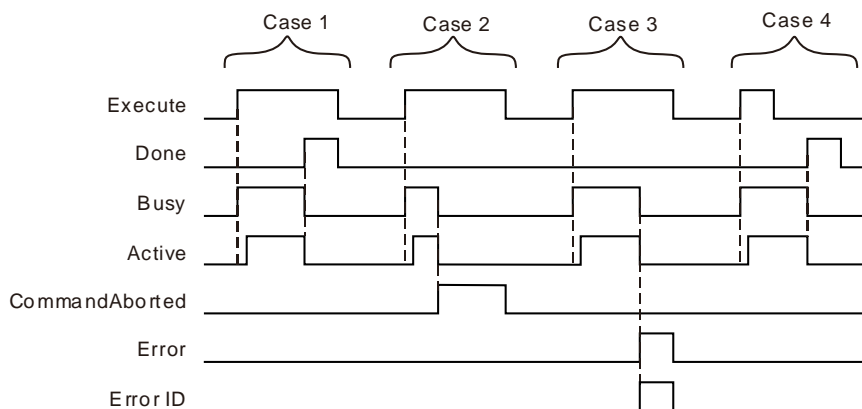 Case 1 Case 2 Case 3 Case 4
Execute
Done
Busy
Active
CommandAborted
Error
Error ID